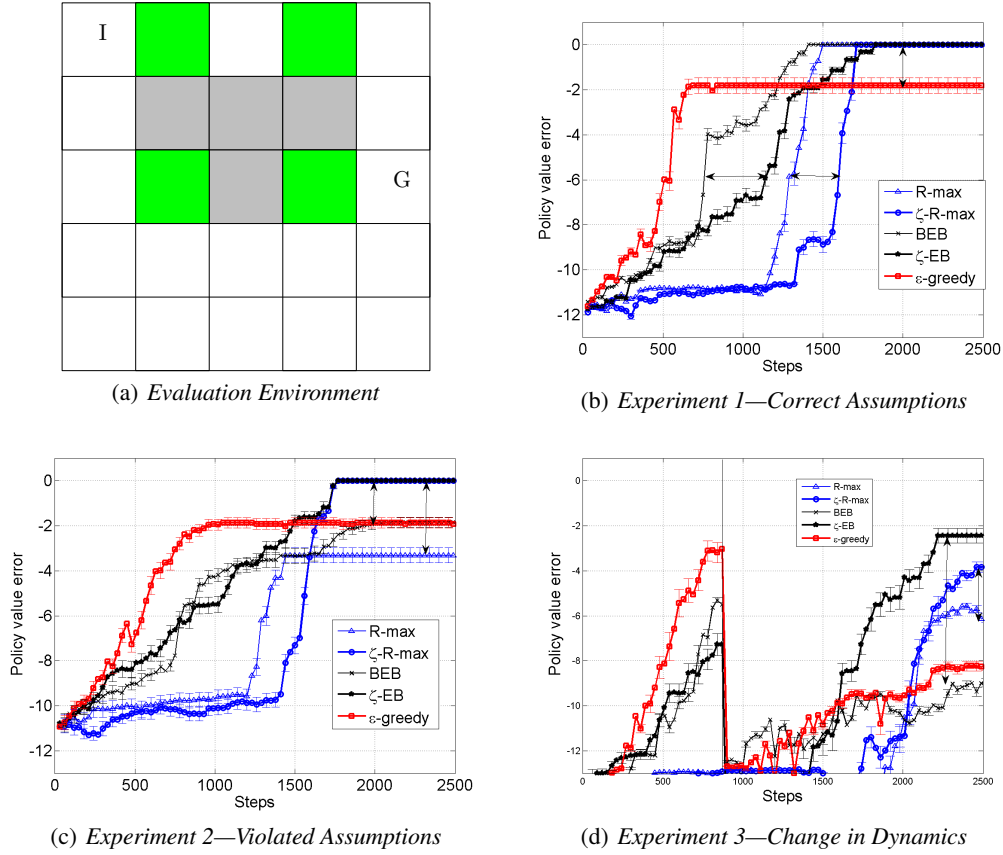 I
G
(a) Evaluation Environment
Policy value error
0
-2
-4
-6
-8
-10
-12
0
500
1000
1500
2000
2500
Steps
R-max
ζ-R-max
BEB
ζ-EB
ε-greedy
(b) Experiment 1—Correct Assumptions
Policy value error
0
-2
-4
-6
-8
-10
-12
0
500
1000
1500
2000
2500
Steps
R-max
ζ-R-max
BEB
ζ-EB
ε-greedy
(c) Experiment 2—Violated Assumptions
Policy value error
0
-2
-4
-6
-8
-10
-12
0
500
1000
1500
2000
2500
Steps
R-max
ζ-R-max
BEB
ζ-EB
ε-greedy
(d) Experiment 3—Change in Dynamics